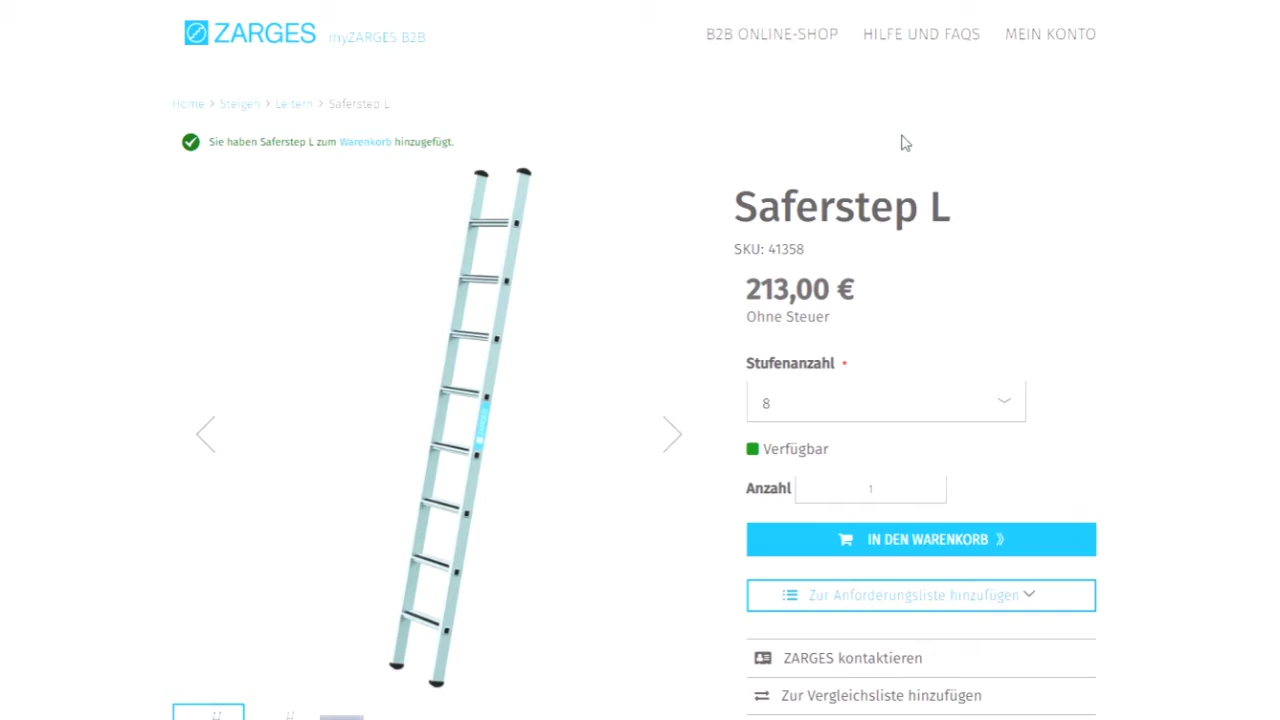 ZARGES myZARGES B2B
B2B ONLINE-SHOP HILFE UND FAQS MEIN KONTO
Home > Steigen > Leitern > Saferstep L
Sie haben Saferstep L zum Warenkorb hinzugefügt.
Saferstep L
SKU: 41358
213,00 €
Ohne Steuer
Stufenanzahl *
8
Verfügbar
Anzahl 1
IN DEN WARENKORB
Zur Anforderungsliste hinzufügen
ZARGES kontaktieren
Zur Vergleichsliste hinzufügen
ZARGES